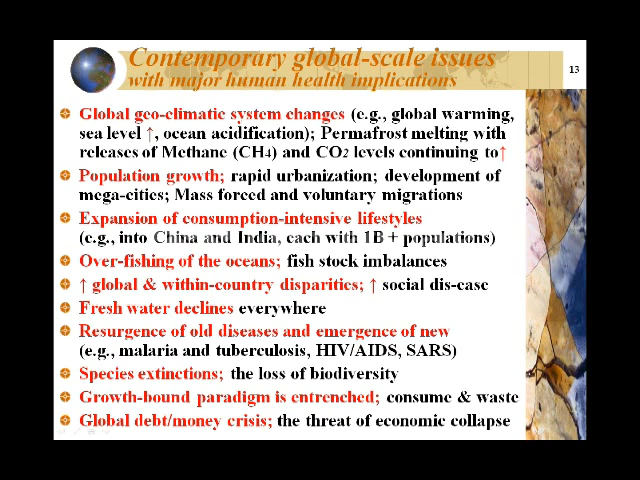 Contemporary global-scale issues
with major human health implications
13
Global geo-climatic system changes (e.g., global warming,
sea level ↑, ocean acidification); Permafrost melting with
releases of Methane (CH4) and CO2 levels continuing to↑
Population growth; rapid urbanization; development of
mega-cities; Mass forced and voluntary migrations
Expansion of consumption-intensive lifestyles
(e.g., into China and India, each with 1B + populations)
Over-fishing of the oceans; fish stock imbalances
↑ global & within-country disparities; ↑ social dis-ease
Fresh water declines everywhere
Resurgence of old diseases and emergence of new
(e.g., malaria and tuberculosis, HIV/AIDS, SARS)
Species extinctions; the loss of biodiversity
Growth-bound paradigm is entrenched; consume & waste
Global debt/money crisis; the threat of economic collapse